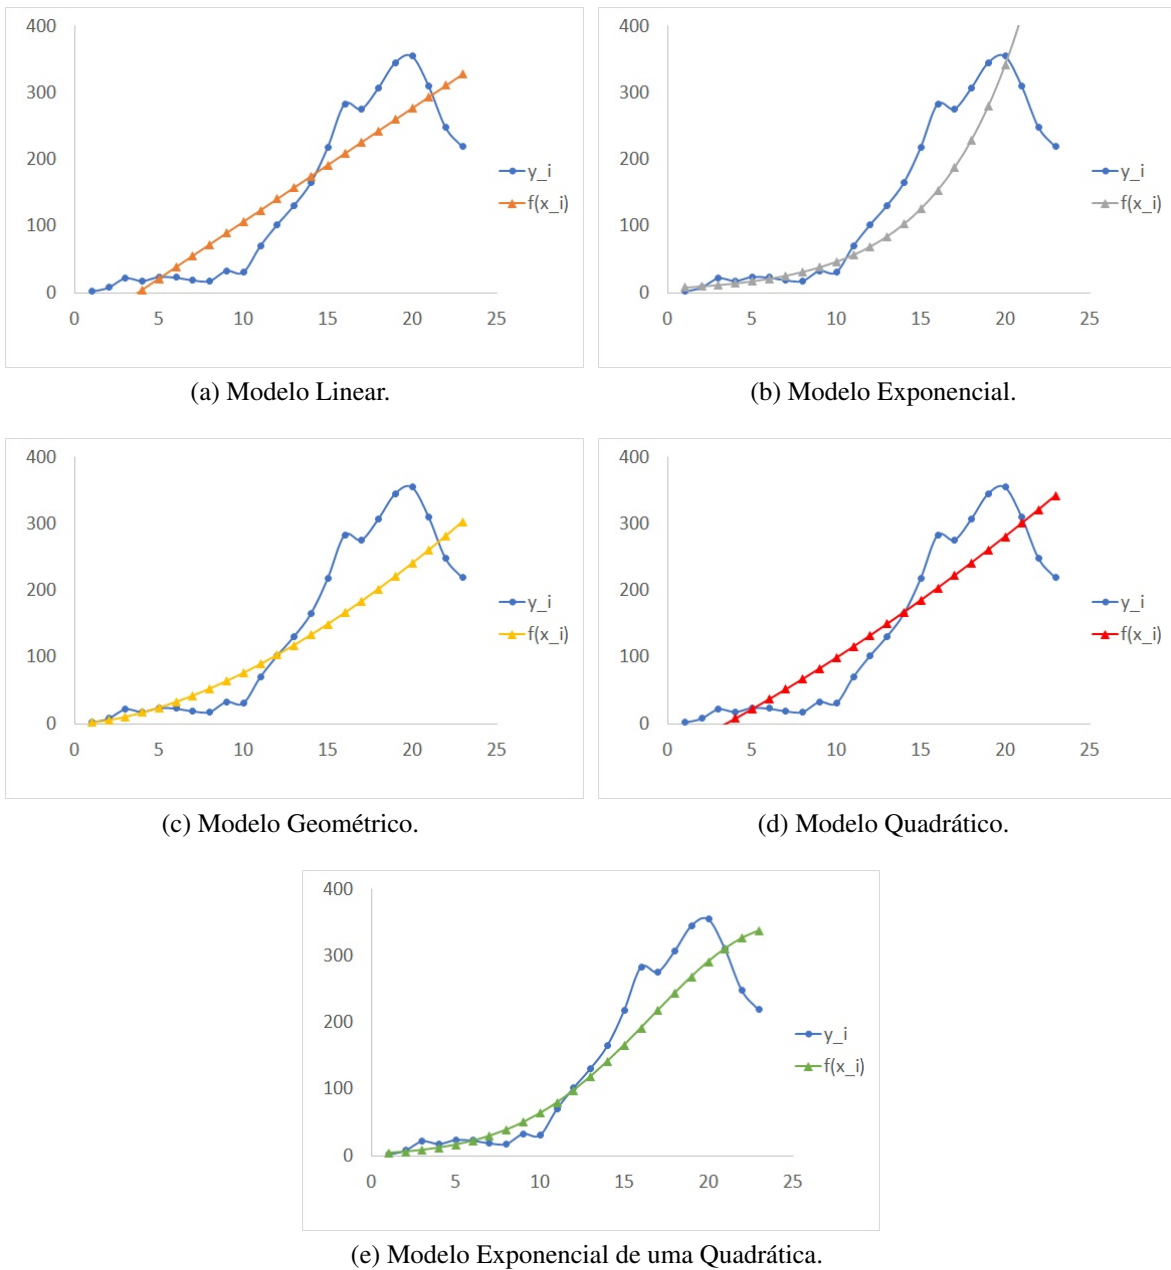 400
300
200
100
0
0 5 10 15 20 25
y_i
f(x_i)
(a) Modelo Linear.
400
300
200
100
0
0 5 10 15 20 25
y_i
f(x_i)
(b) Modelo Exponencial.
400
300
200
100
0
0 5 10 15 20 25
y_i
f(x_i)
(c) Modelo Geométrico.
400
300
200
100
0
0 5 10 15 20 25
y_i
f(x_i)
(d) Modelo Quadrático.
400
300
200
100
0
0 5 10 15 20 25
y_i
f(x_i)
(e) Modelo Exponencial de uma Quadrática.